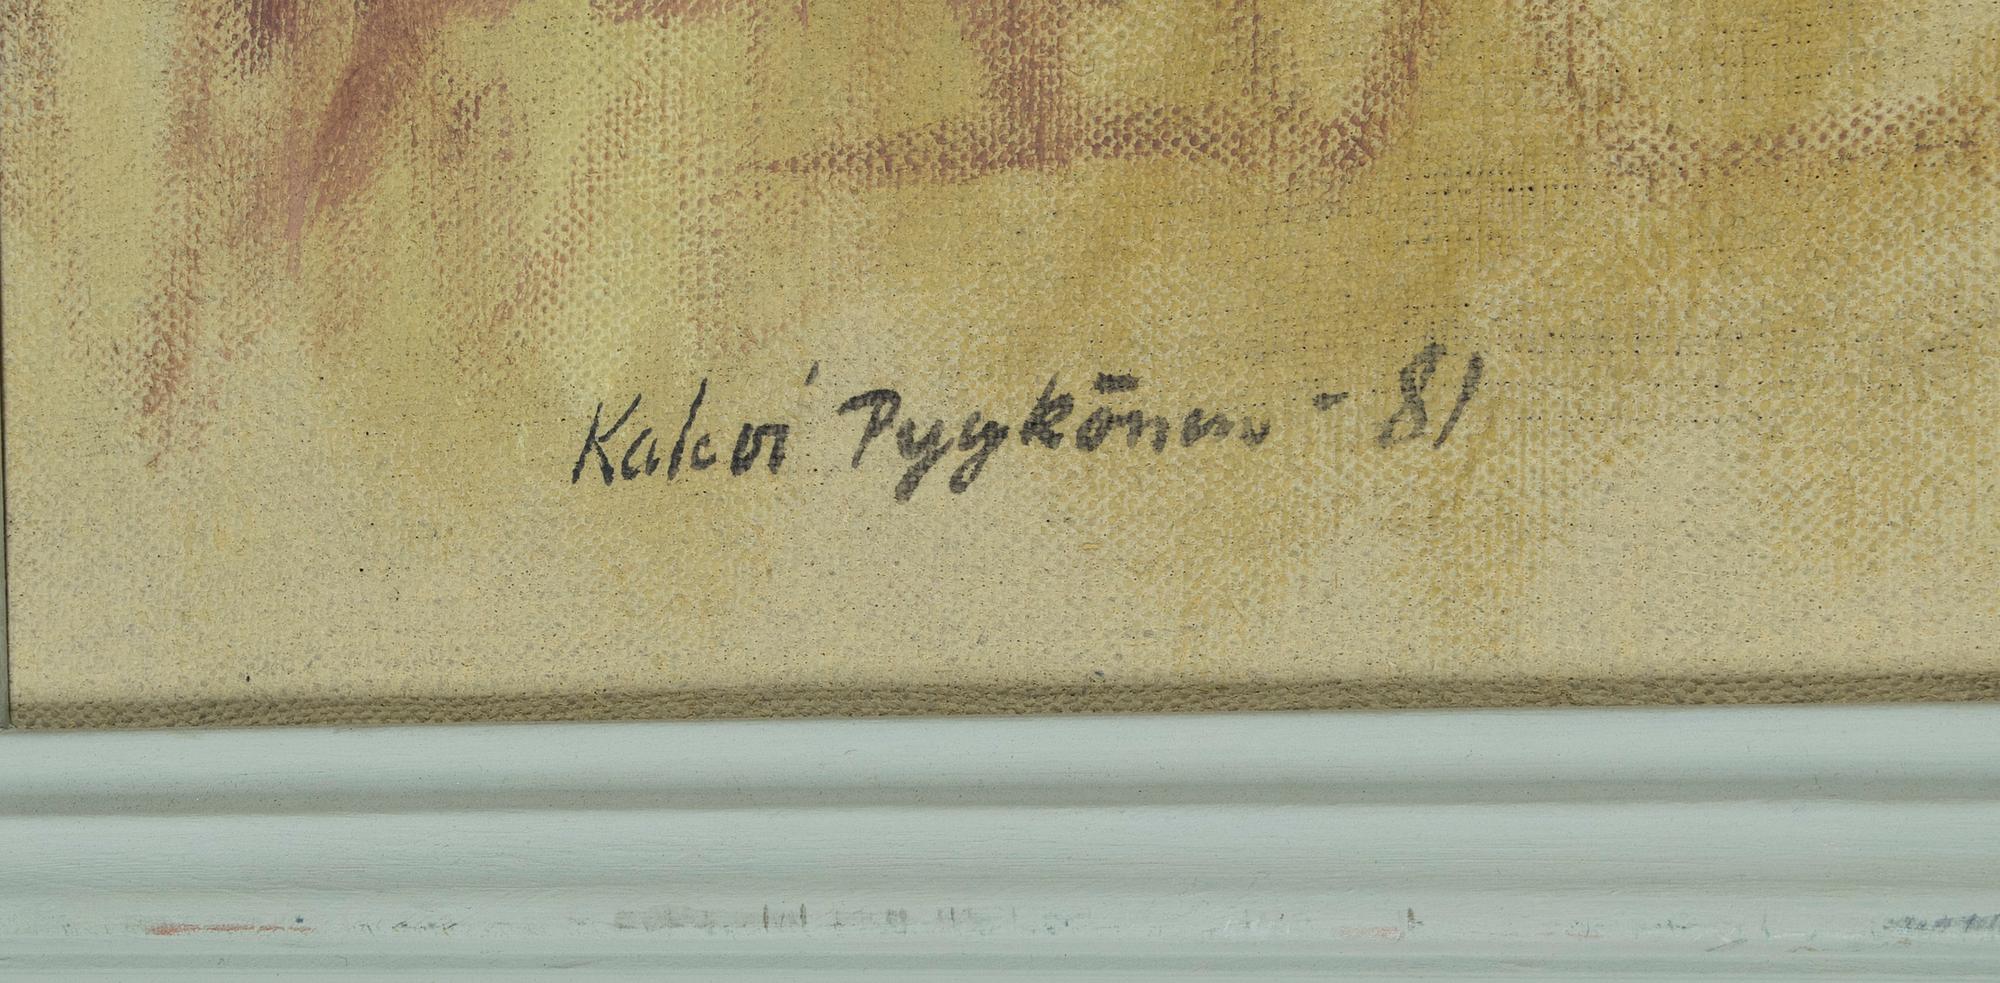 Kalevi Pyykönen - 81